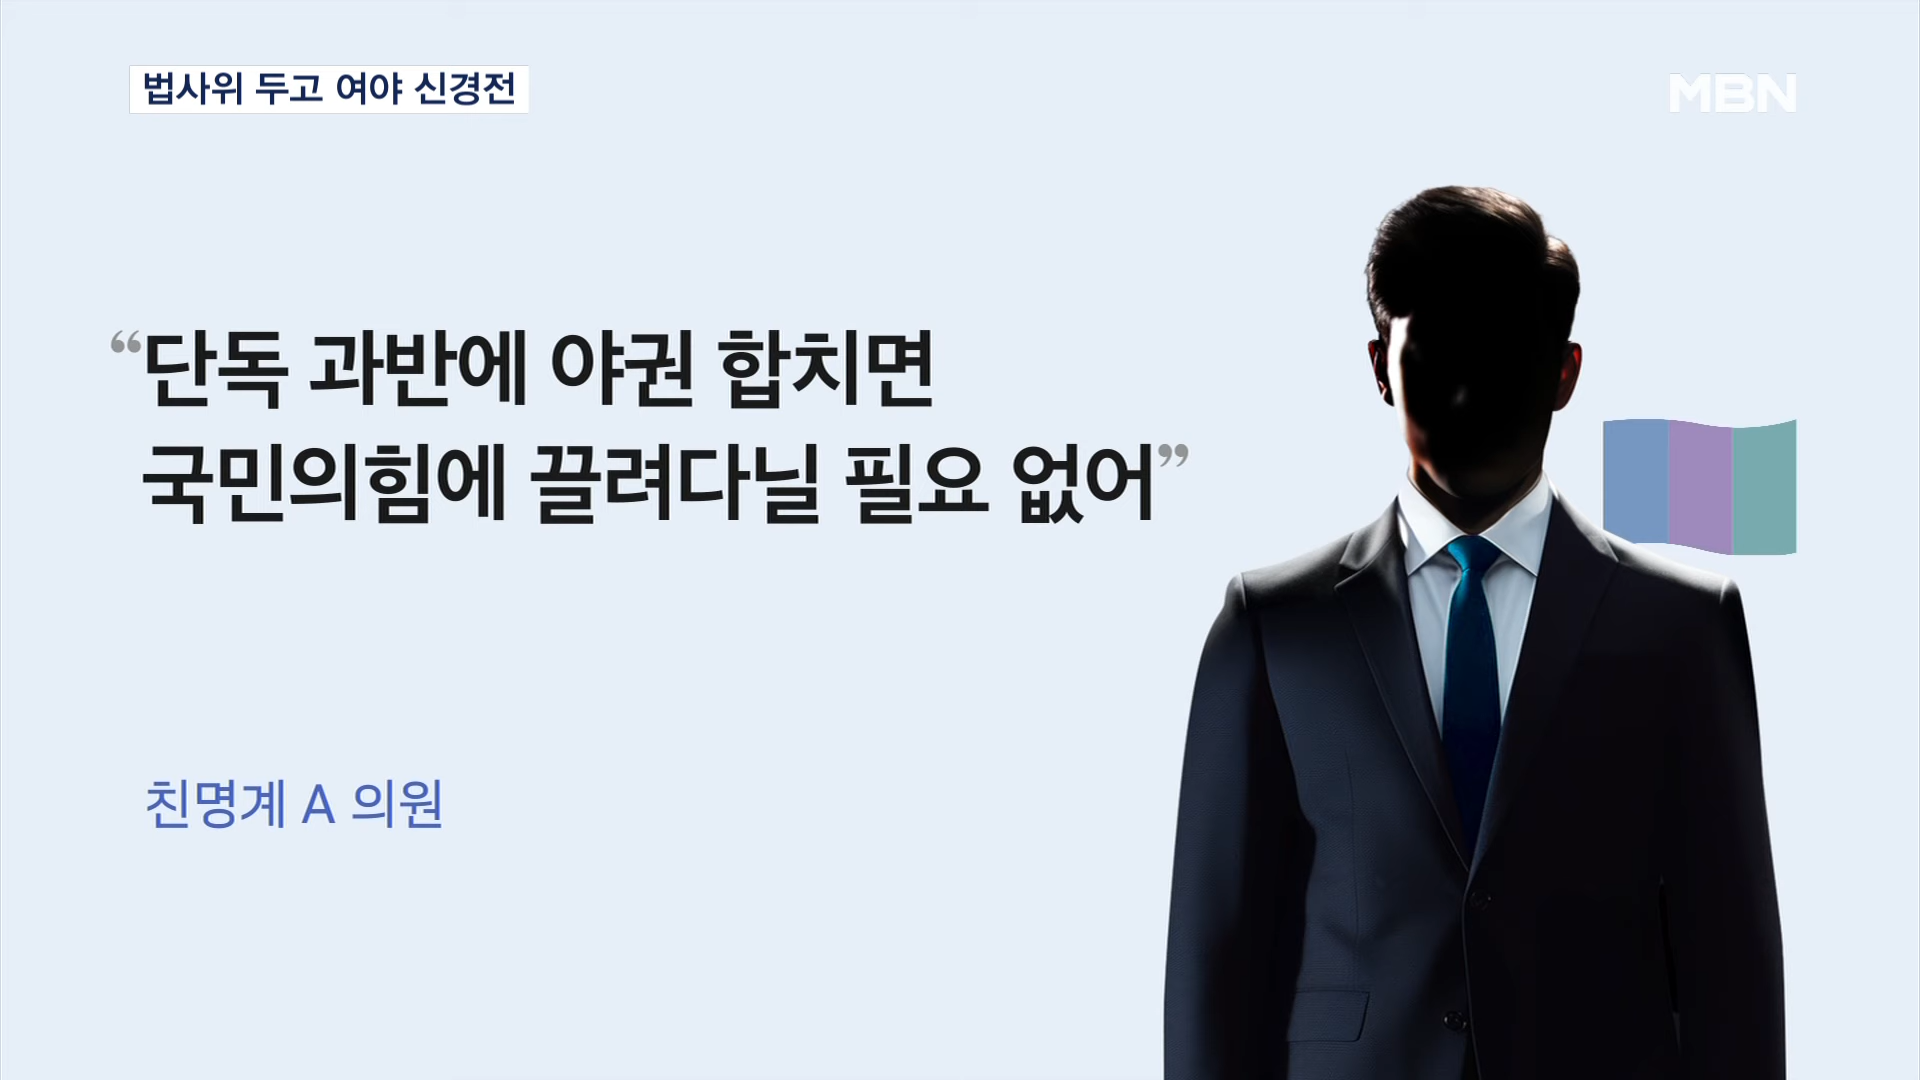 법사위 두고 여야 신경전
MBN
“단독 과반에 야권 합치면
국민의힘에 끌려다닐 필요 없어”
친명계 A 의원